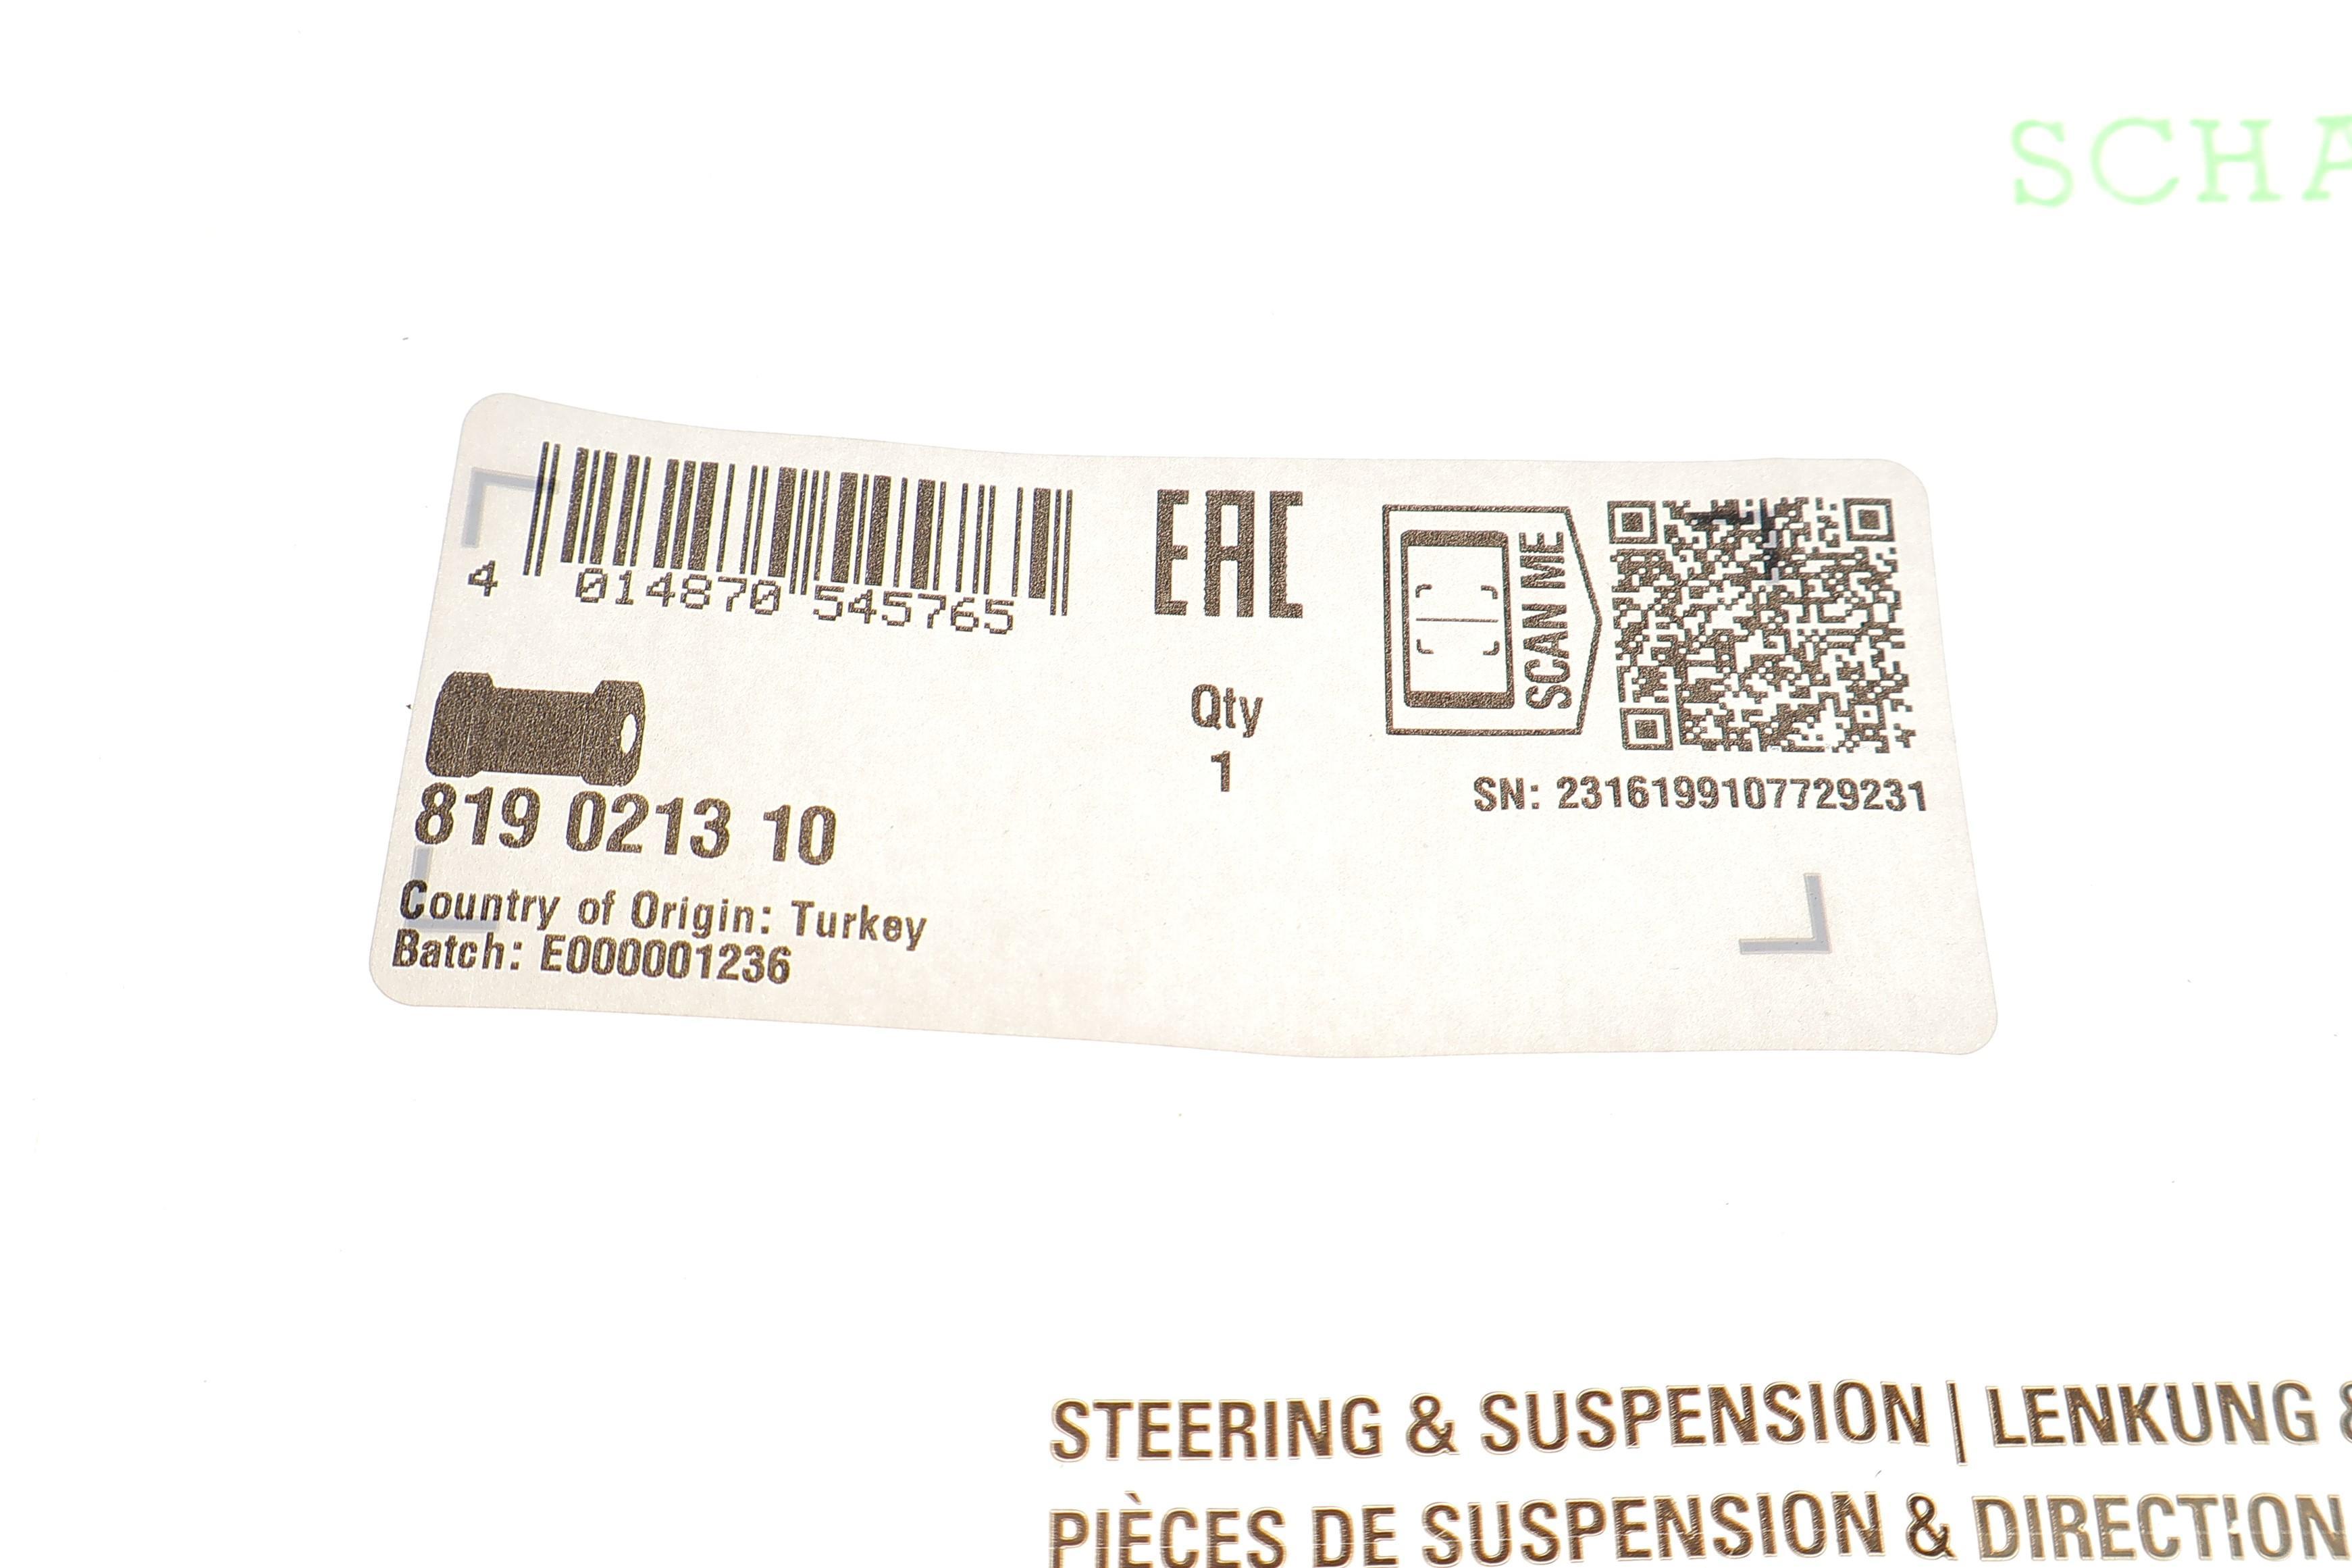 SCHA
4 014870 545765
EAC
SCAN ME
Qty
1
SN: 2316199107729231
819 0213 10
Country of Origin: Turkey
Batch: E000001236
STEERING & SUSPENSION | LENKUNG &
PIÈCES DE SUSPENSION & DIRECTION